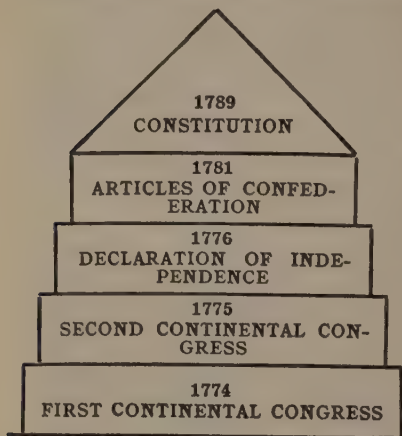 1789
CONSTITUTION
1781
ARTICLES OF CONFED-
ERATION
1776
DECLARATION OF INDE-
PENDENCE
1775
SECOND CONTINENTAL CON-
GRESS
1774
FIRST CONTINENTAL CONGRESS